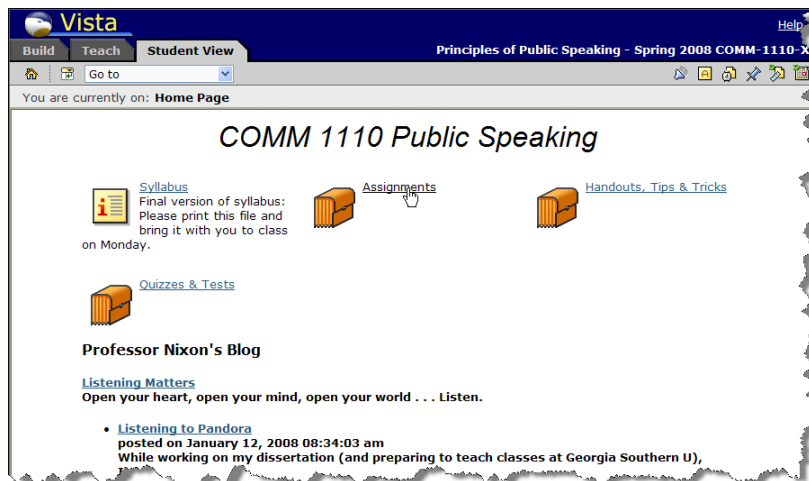 Vista
Help
Build Teach Student View
Principles of Public Speaking - Spring 2008 COMM-1110-X
Go to
You are currently on: Home Page
COMM 1110 Public Speaking
Syllabus
Final version of syllabus:
Please print this file and
bring it with you to class
on Monday.
Assignments
Handouts, Tips & Tricks
Quizzes & Tests
Professor Nixon's Blog
Listening Matters
Open your heart, open your mind, open your world . . . Listen.
• Listening to Pandora
posted on January 12, 2008 08:34:03 am
While working on my dissertation (and preparing to teach classes at Georgia Southern U),